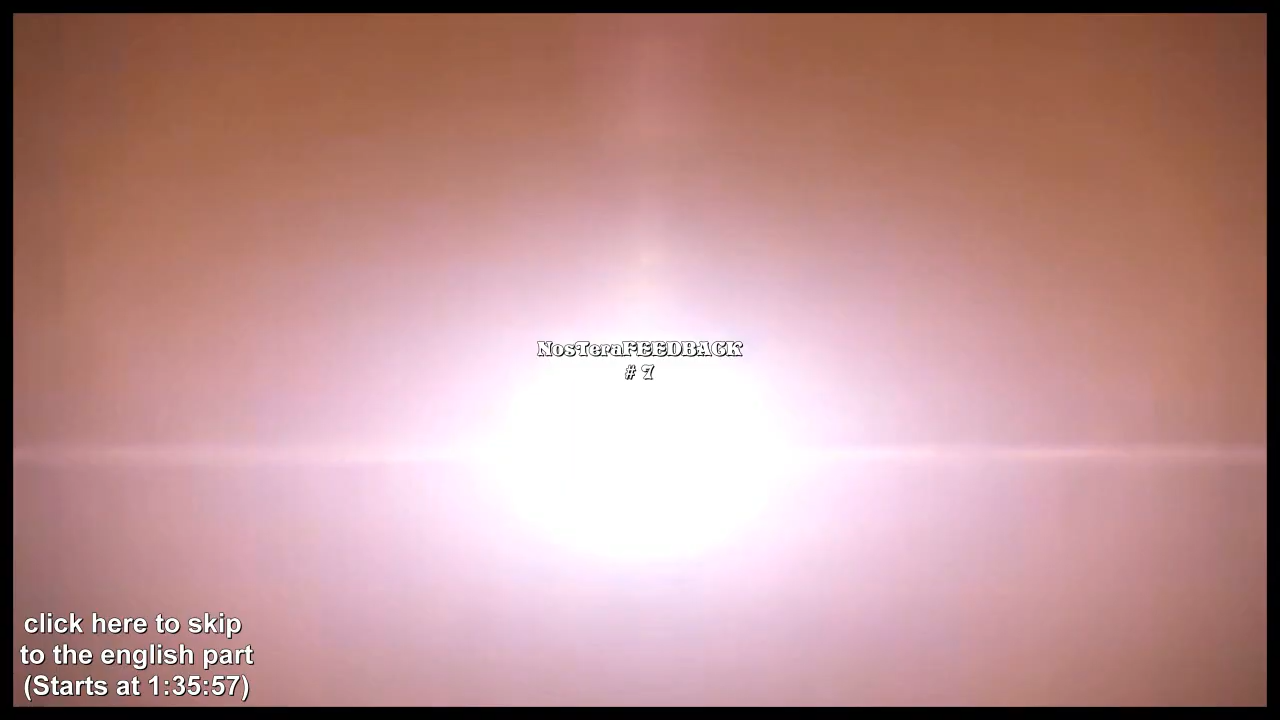 NosTeraFEEDBACK
# 7
click here to skip
to the english part
(Starts at 1:35:57)